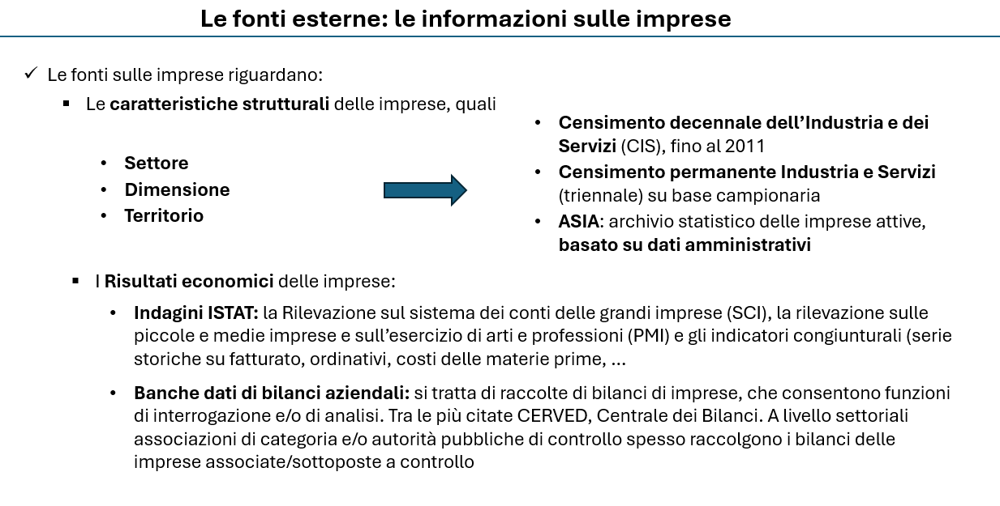 Le fonti esterne: le informazioni sulle imprese
✓ Le fonti sulle imprese riguardano:
▪ Le caratteristiche strutturali delle imprese, quali
• Settore
• Dimensione
• Territorio
• Censimento decennale dell’Industria e dei
Servizi (CIS), fino al 2011
• Censimento permanente Industria e Servizi
(triennale) su base campionaria
• ASIA: archivio statistico delle imprese attive,
basato su dati amministrativi
▪ I Risultati economici delle imprese:
• Indagini ISTAT: la Rilevazione sul sistema dei conti delle grandi imprese (SCI), la rilevazione sulle
piccole e medie imprese e sull’esercizio di arti e professioni (PMI) e gli indicatori congiunturali (serie
storiche su fatturato, ordinativi, costi delle materie prime, ...
• Banche dati di bilanci aziendali: si tratta di raccolte di bilanci di imprese, che consentono funzioni
di interrogazione e/o di analisi. Tra le più citate CERVED, Centrale dei Bilanci. A livello settoriali
associazioni di categoria e/o autorità pubbliche di controllo spesso raccolgono i bilanci delle
imprese associate/sottoposte a controllo